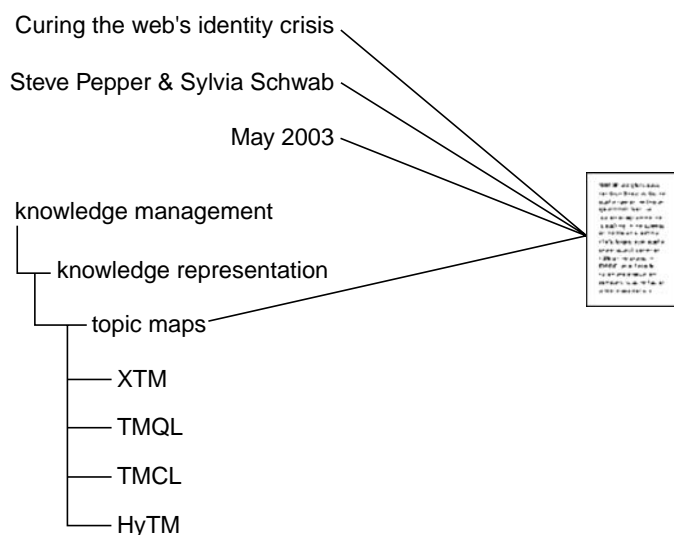 Curing the web's identity crisis
Steve Pepper & Sylvia Schwab
May 2003
knowledge management
knowledge representation
topic maps
XTM
TMQL
TMCL
HyTM